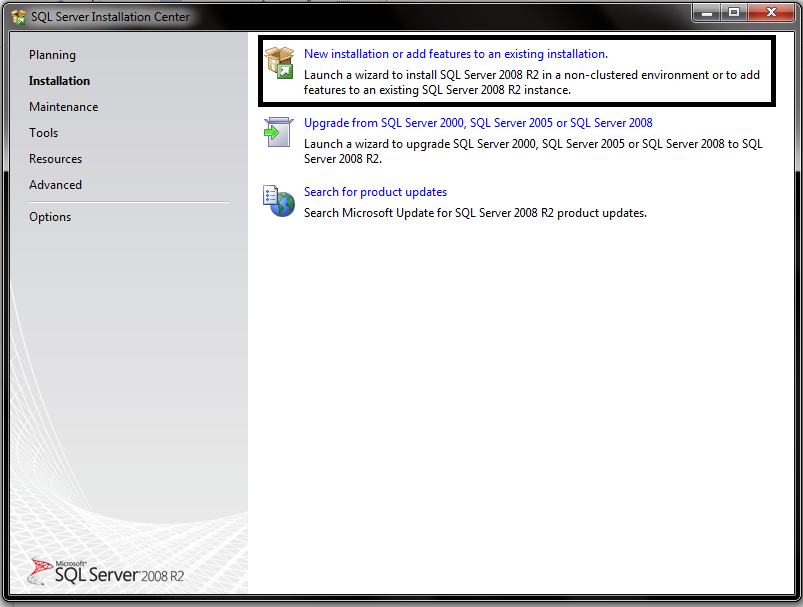 SQL Server Installation Center
Planning
Installation
Maintenance
Tools
Resources
Advanced
Options
New installation or add features to an existing installation.
Launch a wizard to install SQL Server 2008 R2 in a non-clustered environment or to add
features to an existing SQL Server 2008 R2 instance.
Upgrade from SQL Server 2000, SQL Server 2005 or SQL Server 2008
Launch a wizard to upgrade SQL Server 2000, SQL Server 2005 or SQL Server 2008 to SQL
Server 2008 R2.
Search for product updates
Search Microsoft Update for SQL Server 2008 R2 product updates.
Microsoft®
SQL Server 2008 R2